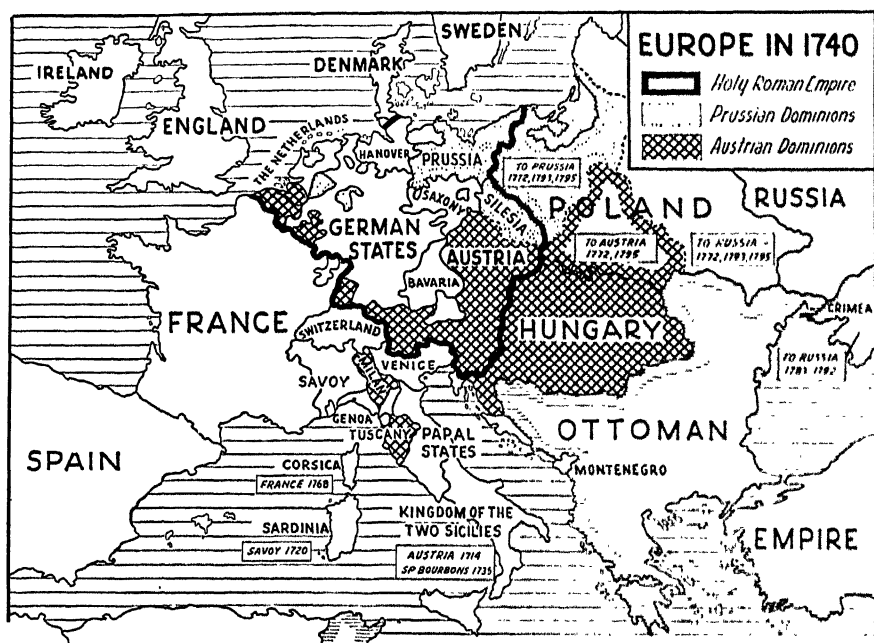 EUROPE IN 1740
Holy Roman Empire
Prussian Dominions
Austrian Dominions
SWEDEN
IRELAND
DENMARK
ENGLAND
THE NETHERLANDS
HANOVER
PRUSSIA
TO PRUSSIA
1772, 1793, 1795
RUSSIA
SAXONY
SILESIA
POLAND
GERMAN
STATES
TO AUSTRIA
1772, 1795
TO RUSSIA
1772, 1793, 1795
AUSTRIA
BAVARIA
FRANCE
SWITZERLAND
HUNGARY
CRIMEA
VENICE
TO RUSSIA
1783, 1792
SAVOY
MILAN
GENOA
TUSCANY
PAPAL
STATES
OTTOMAN
SPAIN
CORSICA
FRANCE 1768
MONTENEGRO
KINGDOM OF THE
TWO SICILIES
SARDINIA
SAVOY 1720
AUSTRIA 1714
SP BOURBONS 1735
EMPIRE